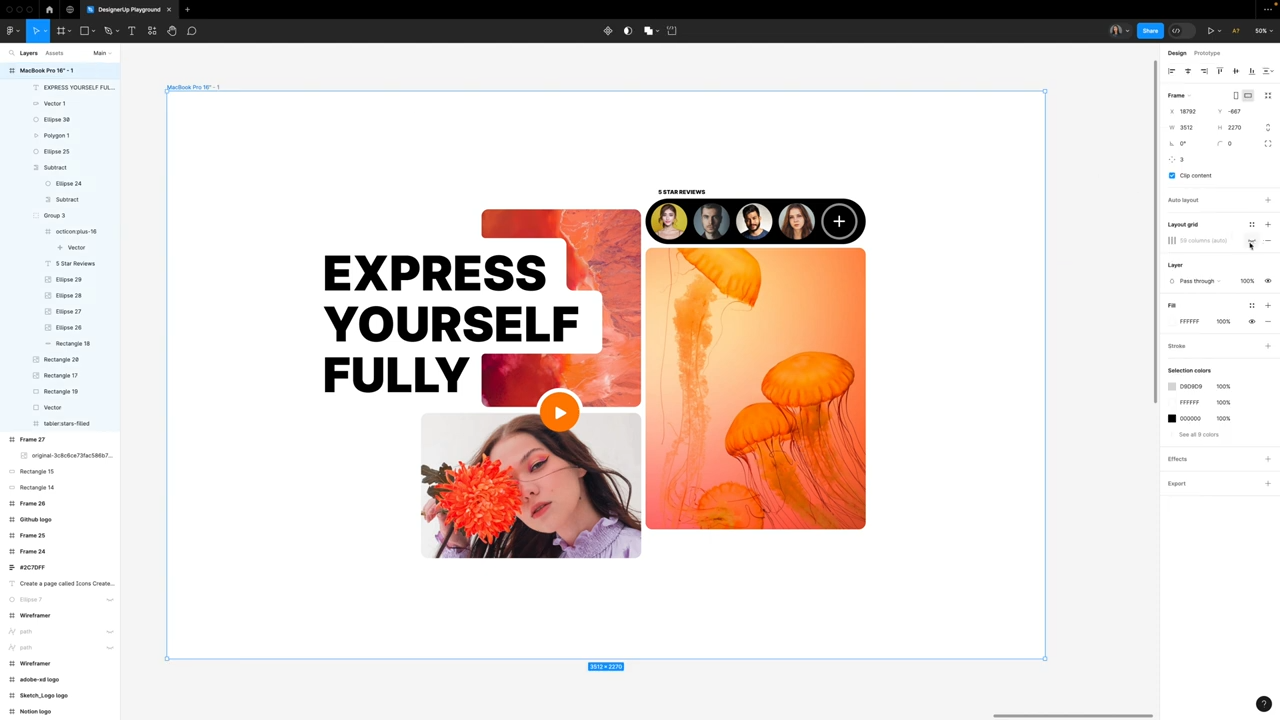 DesignerUp Playground
Share
A?
50%
Layers
Assets
Main
Design
Prototype
MacBook Pro 16" - 1
EXPRESS YOURSELF FUL...
Vector 1
Ellipse 30
Polygon 1
Ellipse 25
Subtract
Ellipse 24
Subtract
Group 3
octicon:plus-16
Vector
5 Star Reviews
Ellipse 29
Ellipse 28
Ellipse 27
Ellipse 26
Rectangle 18
Rectangle 20
Rectangle 17
Rectangle 19
Vector
tabler:stars-filled
Frame 27
original-3c8c6ce73fac586b7...
Rectangle 15
Rectangle 14
Frame 26
Github logo
Frame 25
Frame 24
#2C7DFF
Create a page called Icons Create...
Ellipse 7
Wireframer
path
path
Wireframer
adobe-xd logo
Sketch_Logo logo
Notion logo
MacBook Pro 16" - 1
5 STAR REVIEWS
EXPRESS
YOURSELF
FULLY
3512 × 2270
Frame
X 18792 Y -667
W 3512 H 2270
0° 0
3
Clip content
Auto layout
Layout grid
59 columns (auto)
Layer
Pass through 100%
Fill
FFFFFF 100%
Stroke
Selection colors
D9D9D9 100%
FFFFFF 100%
000000 100%
See all 9 colors
Effects
Export
?